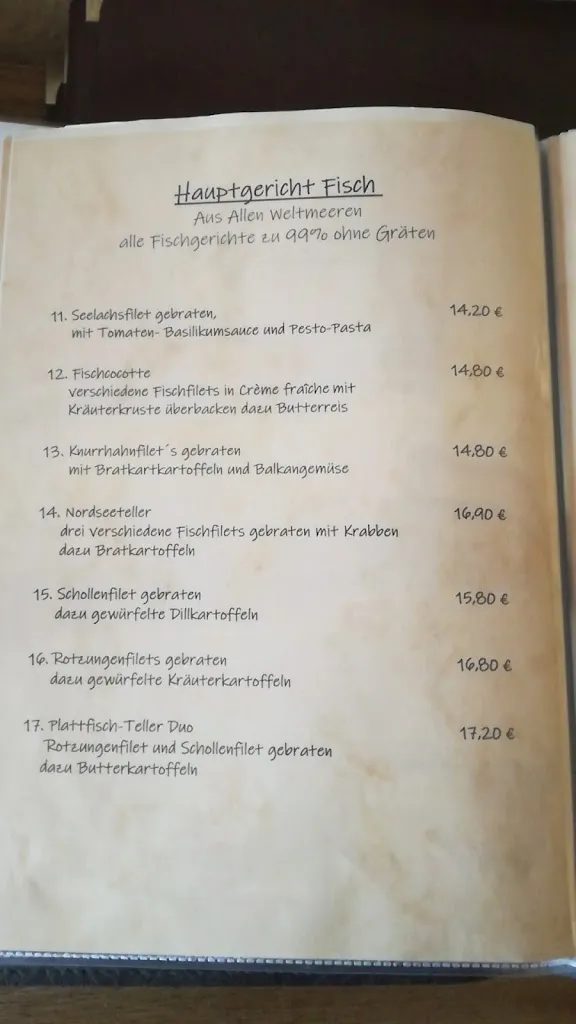 Hauptgericht Fisch
Aus Allen Weltmeeren
alle Fischgerichte zu 99% ohne Gräten
11. Seelachsfilet gebraten, 14,20 €
mit Tomaten- Basilikumsauce und Pesto-Pasta
12. Fischcocotte 14,80 €
verschiedene Fischfilets in Crème fraîche mit
Kräuterkruste überbacken dazu Butterreis
13. Knurrhahnfilet´s gebraten 14,80 €
mit Bratkartkartoffeln und Balkangemüse
14. Nordseeteller 16,90 €
drei verschiedene Fischfilets gebraten mit Krabben
dazu Bratkartoffeln
15. Schollenfilet gebraten 15,80 €
dazu gewürfelte Dillkartoffeln
16. Rotzungenfilets gebraten 16,80 €
dazu gewürfelte Kräuterkartoffeln
17. Plattfisch-Teller Duo 17,20 €
Rotzungenfilet und Schollenfilet gebraten
dazu Butterkartoffeln